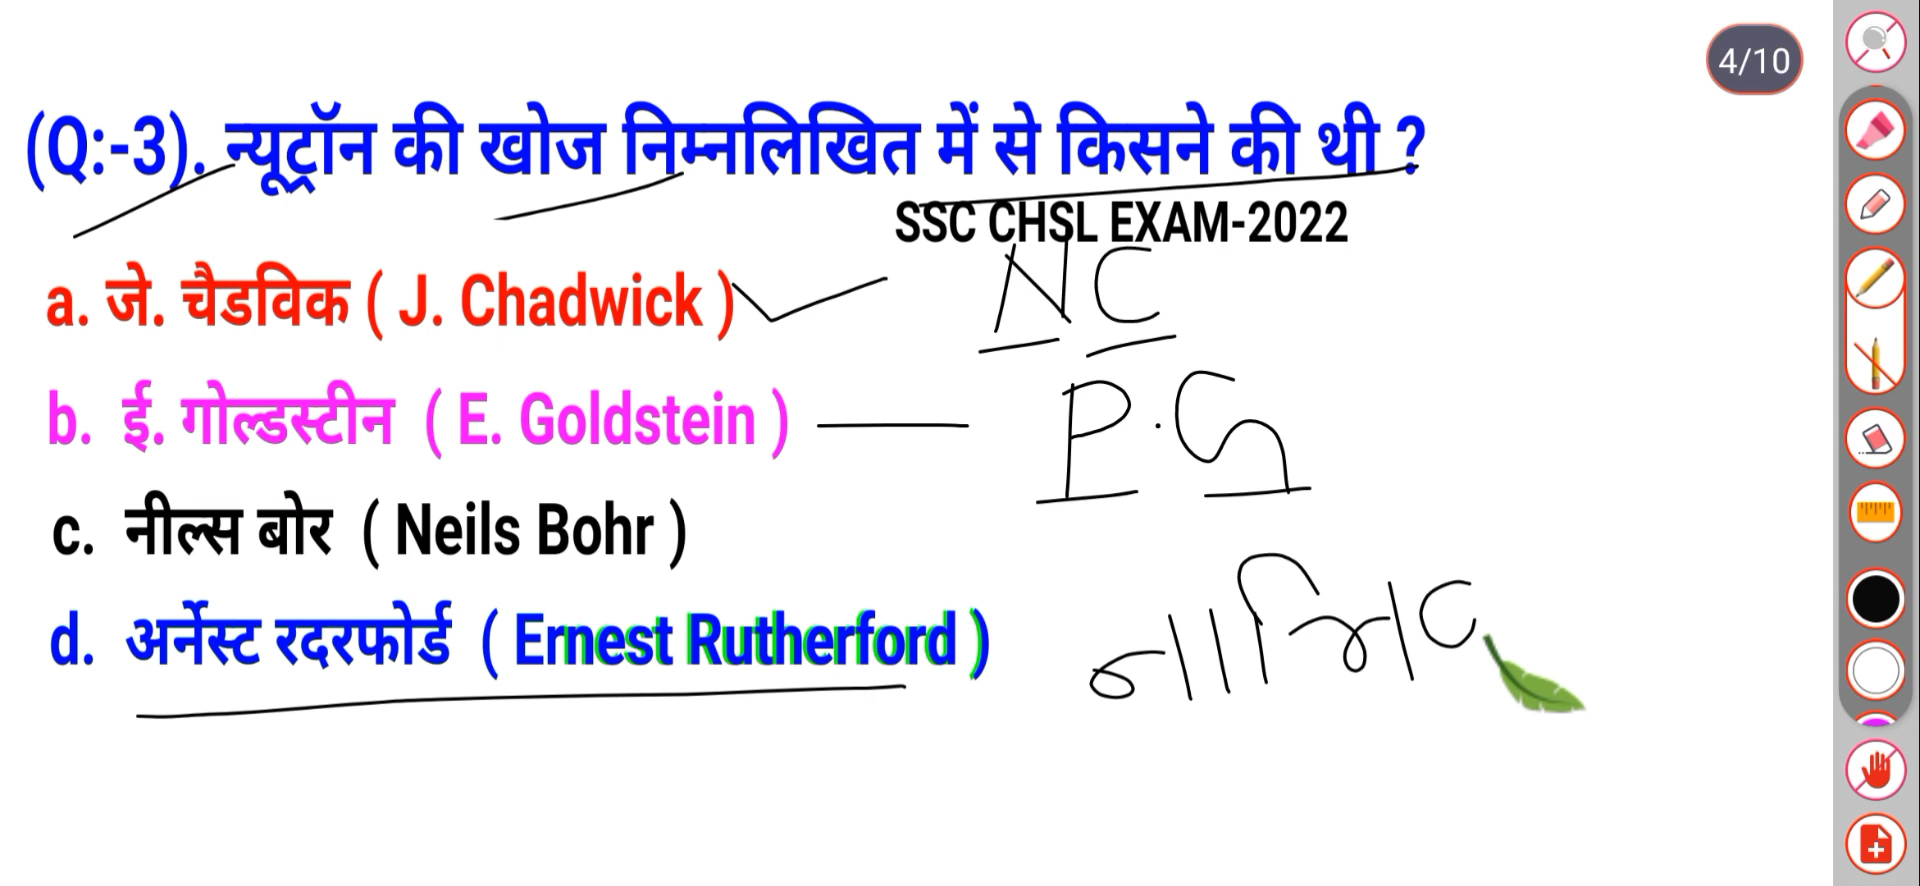 4/10
(Q:-3). न्यूट्रॉन की खोज निम्नलिखित में से किसने की थी ?
SSC CHSL EXAM-2022
a. जे. चैडविक ( J. Chadwick )
NC
b. ई. गोल्डस्टीन ( E. Goldstein )
P.G
c. नील्स बोर ( Neils Bohr )
d. अर्नेस्ट रदरफोर्ड ( Ernest Rutherford )